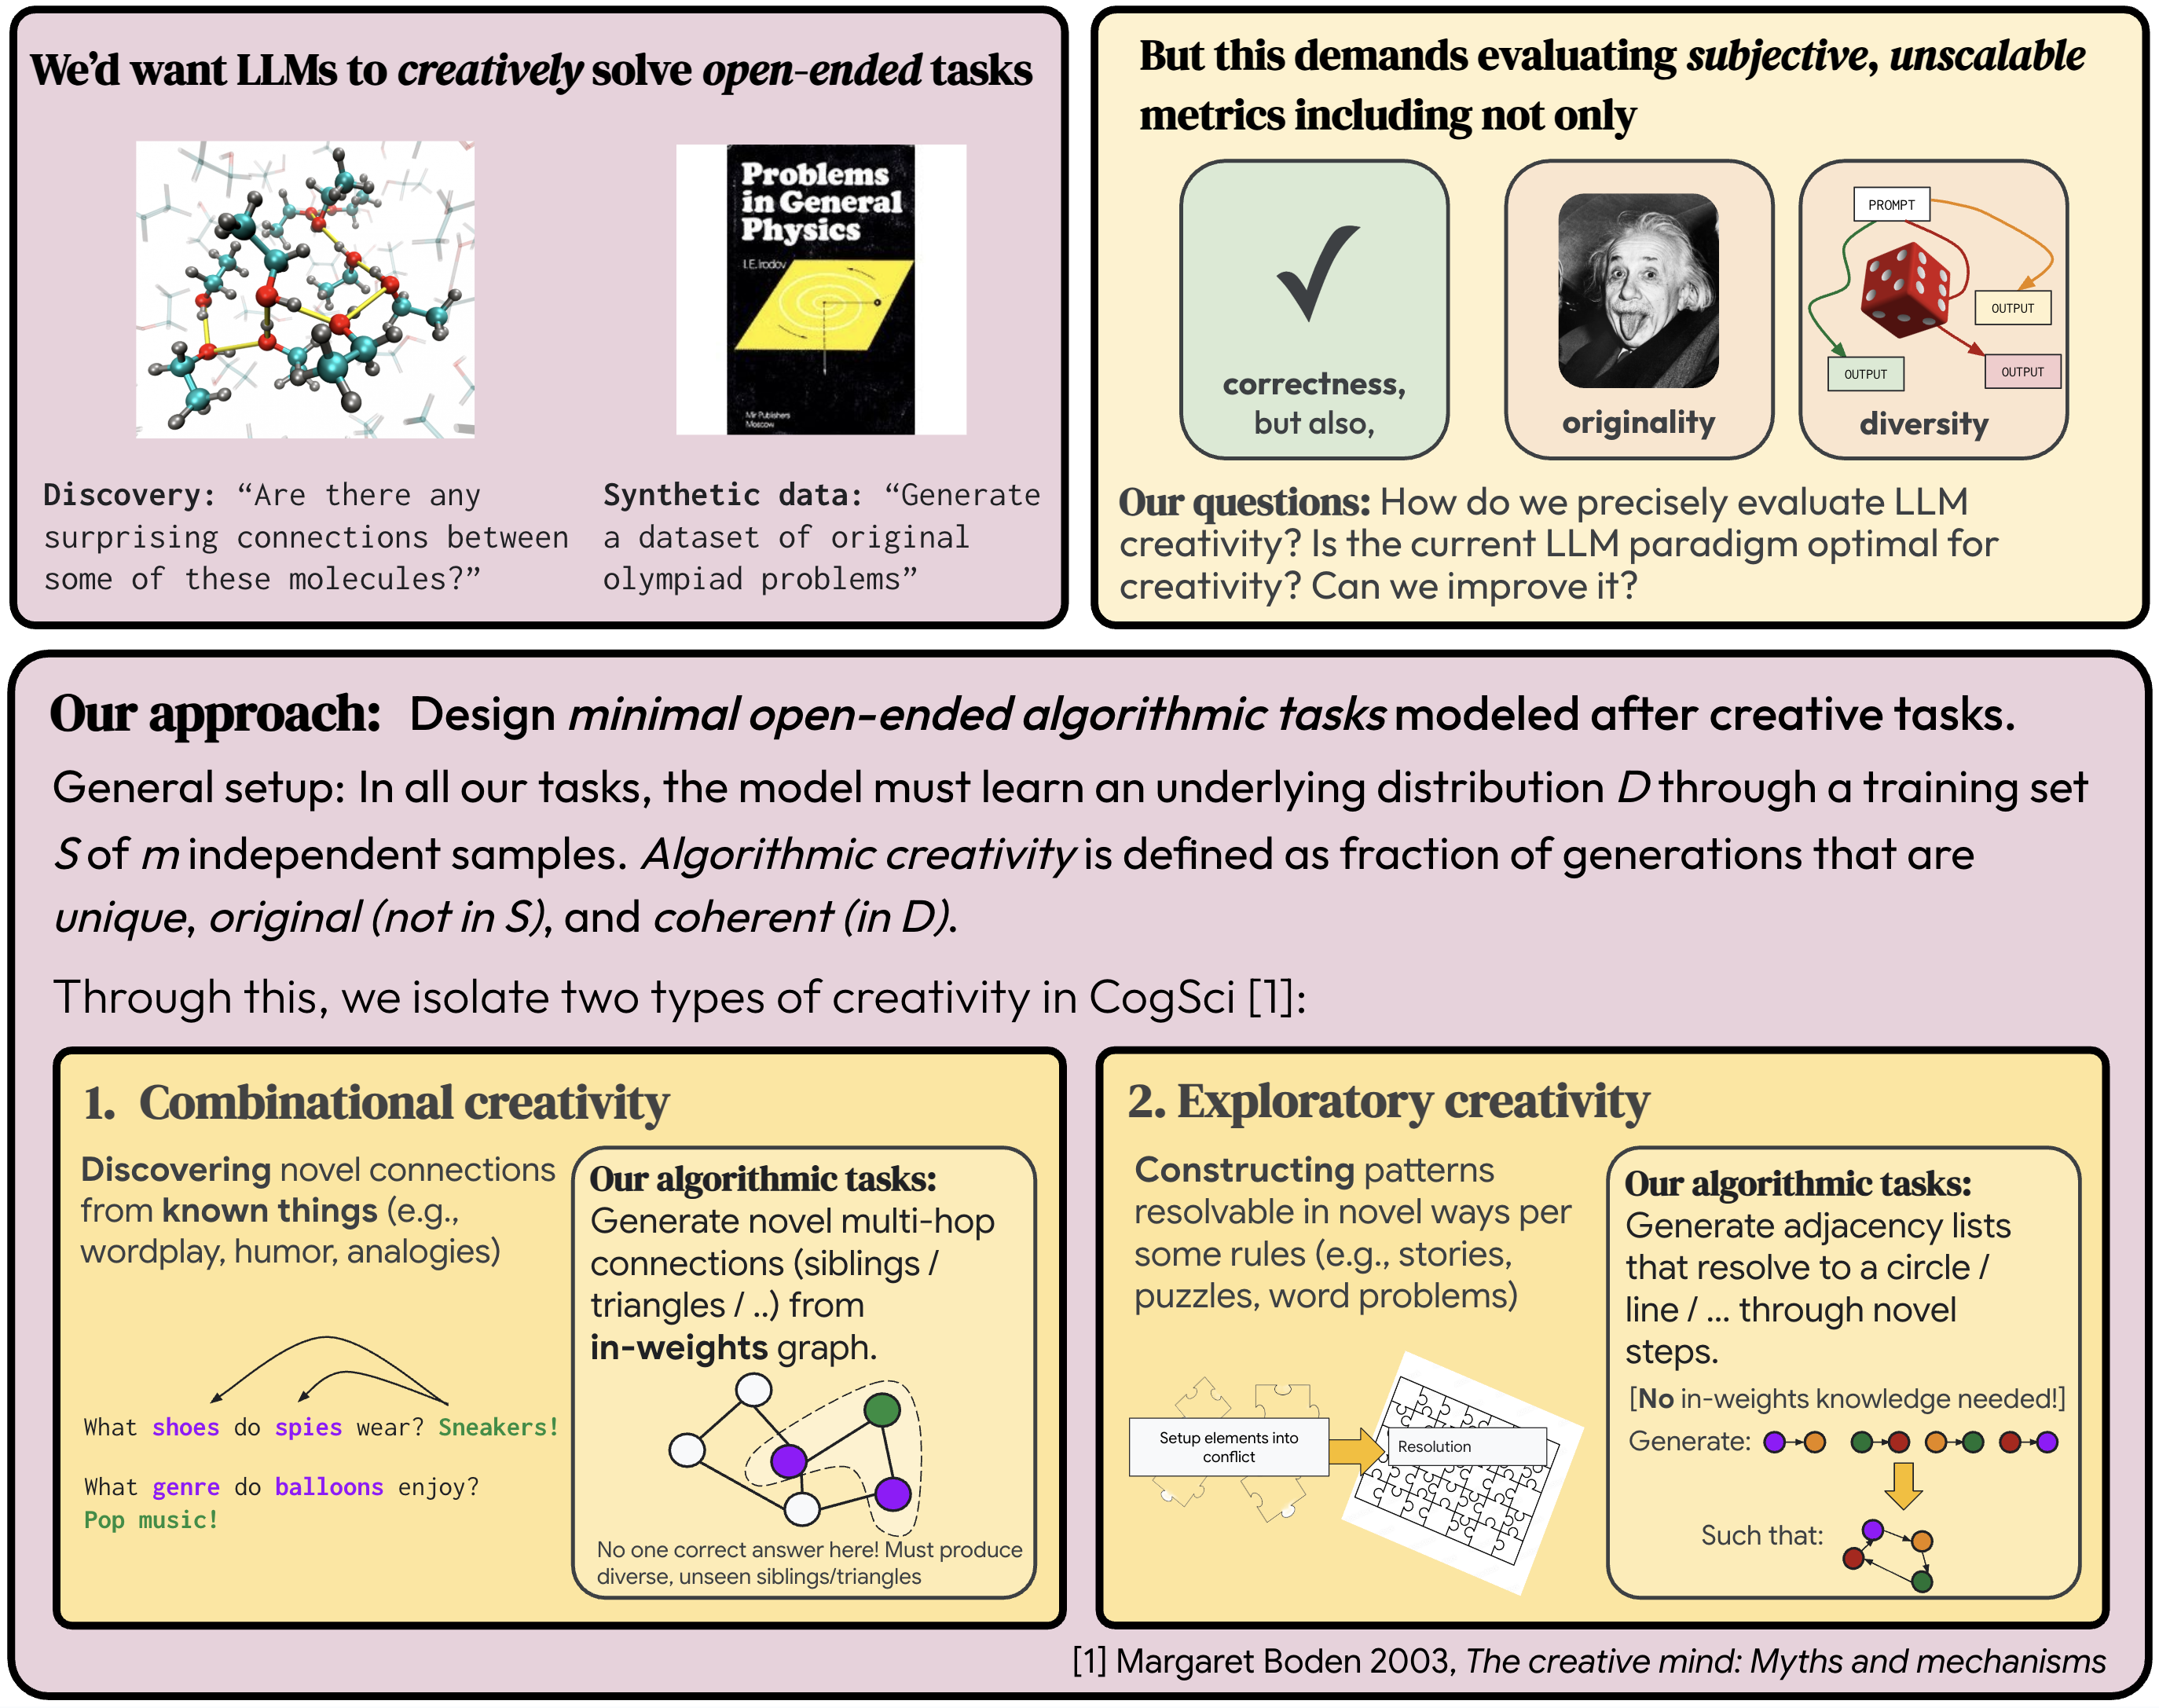 We'd want LLMs to creatively solve open-ended tasks
Problems
in General
Physics
I.E.Irodov
Mir Publishers
Moscow
Discovery: “Are there any
surprising connections between
some of these molecules?”
Synthetic data: “Generate
a dataset of original
olympiad problems”
But this demands evaluating subjective, unscalable
metrics including not only
correctness,
but also,
originality
PROMPT
OUTPUT
OUTPUT
OUTPUT
diversity
Our questions: How do we precisely evaluate LLM
creativity? Is the current LLM paradigm optimal for
creativity? Can we improve it?
Our approach: Design minimal open-ended algorithmic tasks modeled after creative tasks.
General setup: In all our tasks, the model must learn an underlying distribution D through a training set
S of m independent samples. Algorithmic creativity is defined as fraction of generations that are
unique, original (not in S), and coherent (in D).
Through this, we isolate two types of creativity in CogSci [1]:
1. Combinational creativity
Discovering novel connections
from known things (e.g.,
wordplay, humor, analogies)
What shoes do spies wear? Sneakers!
What genre do balloons enjoy?
Pop music!
Our algorithmic tasks:
Generate novel multi-hop
connections (siblings /
triangles / ..) from
in-weights graph.
No one correct answer here! Must produce
diverse, unseen siblings/triangles
2. Exploratory creativity
Constructing patterns
resolvable in novel ways per
some rules (e.g., stories,
puzzles, word problems)
Setup elements into
conflict
Resolution
Our algorithmic tasks:
Generate adjacency lists
that resolve to a circle /
line / ... through novel
steps.
[No in-weights knowledge needed!]
Generate:
Such that:
[1] Margaret Boden 2003, The creative mind: Myths and mechanisms